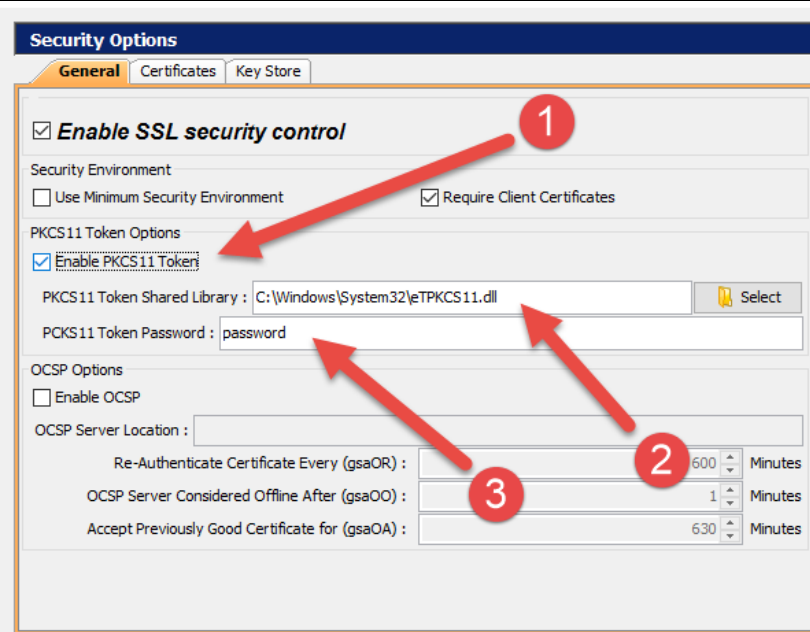 Security Options
General Certificates Key Store
Enable SSL security control
1
Security Environment
Use Minimum Security Environment Require Client Certificates
PKCS11 Token Options
Enable PKCS11 Token
PKCS11 Token Shared Library : C:\Windows\System32\eTPKCS11.dll Select
PCKS11 Token Password : password
OCSP Options
Enable OCSP
OCSP Server Location :
Re-Authenticate Certificate Every (gsaOR) : 600 Minutes
2
OCSP Server Considered Offline After (gsaOO) : 1 Minutes
3
Accept Previously Good Certificate for (gsaOA) : 630 Minutes